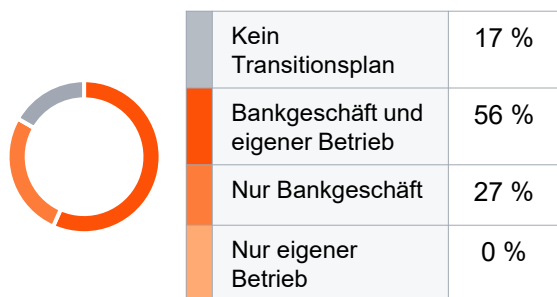 Kein
Transitionsplan
17 %
Bankgeschäft und
eigener Betrieb
56 %
Nur Bankgeschäft
27 %
Nur eigener
Betrieb
0 %